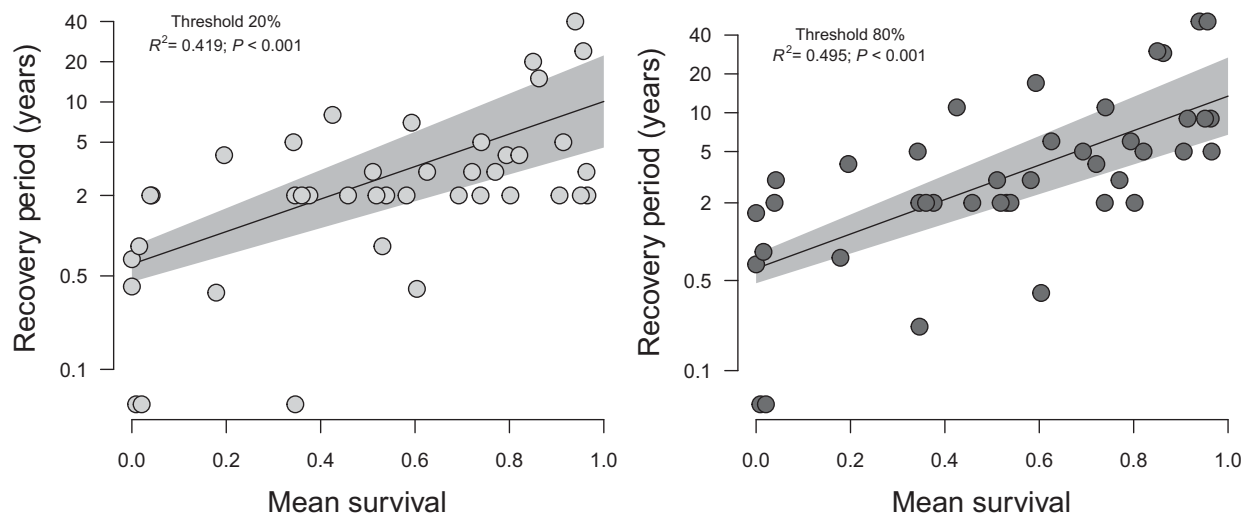 Threshold 20%
R²= 0.419; P < 0.001
Recovery period (years)
40
20
10
5
2
0.5
0.1
0.0 0.2 0.4 0.6 0.8 1.0
Mean survival
Threshold 80%
R²= 0.495; P < 0.001
Recovery period (years)
40
20
10
5
2
0.5
0.1
0.0 0.2 0.4 0.6 0.8 1.0
Mean survival